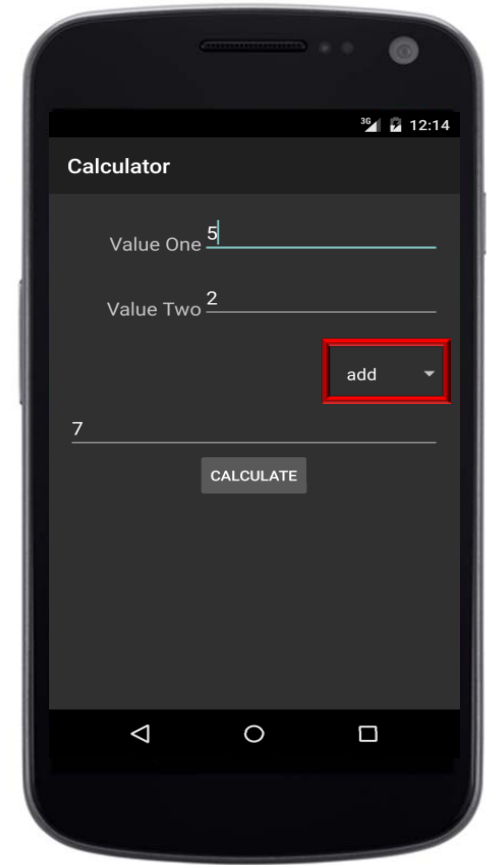 3G 12:14
Calculator
Value One 5
Value Two 2
add
7
CALCULATE